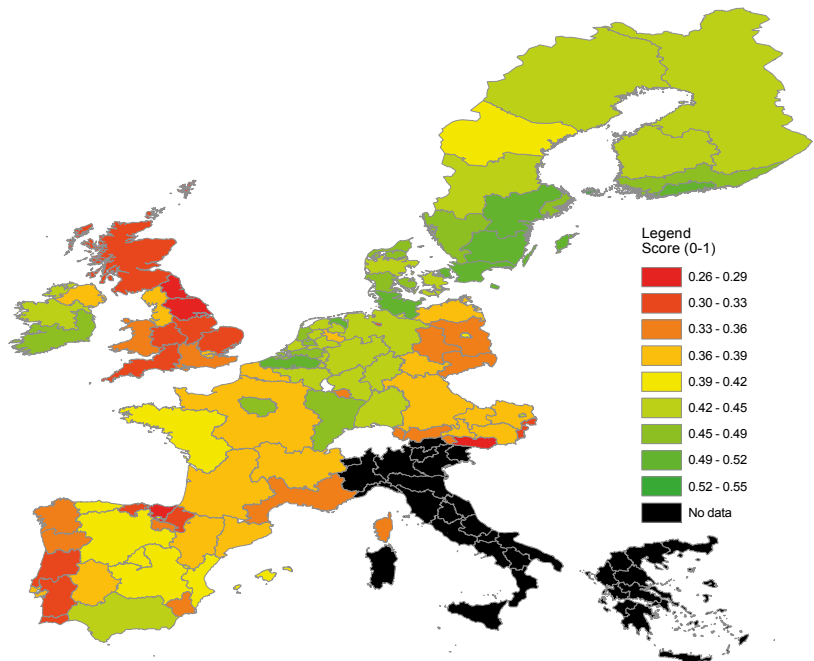 Legend
Score (0-1)
0.26 - 0.29
0.30 - 0.33
0.33 - 0.36
0.36 - 0.39
0.39 - 0.42
0.42 - 0.45
0.45 - 0.49
0.49 - 0.52
0.52 - 0.55
No data